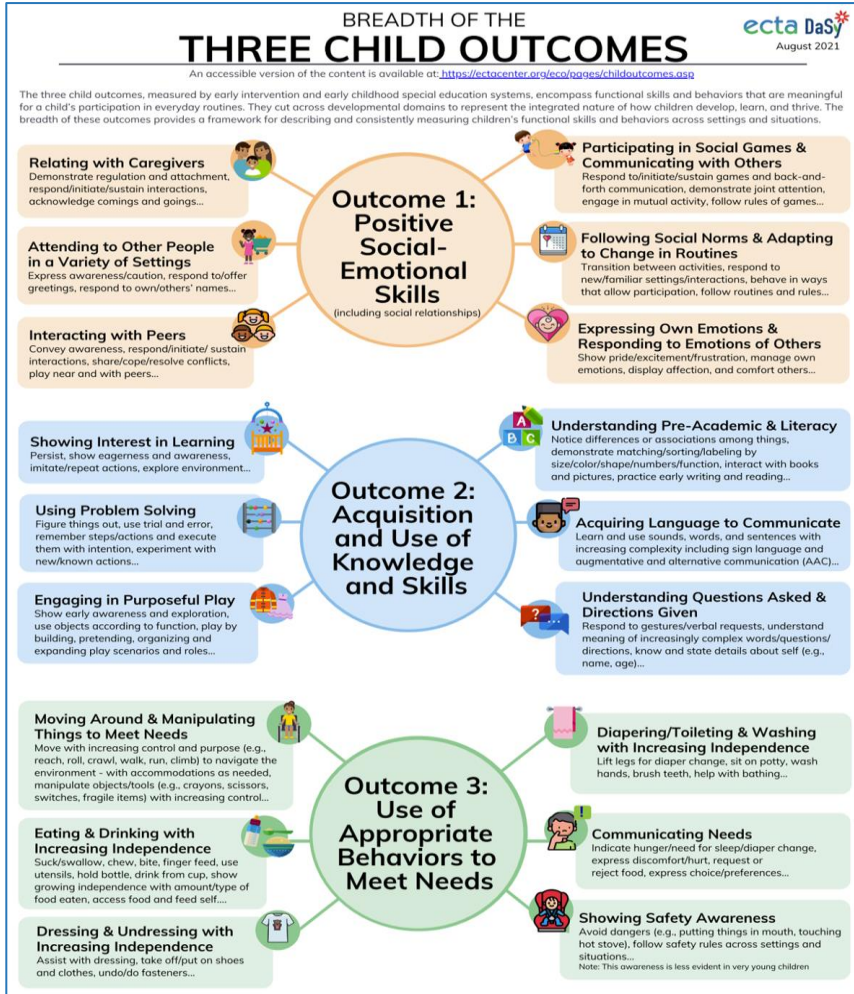 BREADTH OF THE
THREE CHILD OUTCOMES
ecta DaSy
August 2021
An accessible version of the content is available at: https://ectacenter.org/eco/pages/childoutcomes.asp
The three child outcomes, measured by early intervention and early childhood special education systems, encompass functional skills and behaviors that are meaningful
for a child's participation in everyday routines. They cut across developmental domains to represent the integrated nature of how children develop, learn, and thrive. The
breadth of these outcomes provides a framework for describing and consistently measuring children's functional skills and behaviors across settings and situations.
Outcome 1:
Positive
Social-
Emotional
Skills
(including social relationships)
Relating with Caregivers
Demonstrate regulation and attachment,
respond/initiate/sustain interactions,
acknowledge comings and goings...
Attending to Other People
in a Variety of Settings
Express awareness/caution, respond to/offer
greetings, respond to own/others' names...
Interacting with Peers
Convey awareness, respond/initiate/ sustain
interactions, share/cope/resolve conflicts,
play near and with peers...
Participating in Social Games &
Communicating with Others
Respond to/initiate/sustain games and back-and-
forth communication, demonstrate joint attention,
engage in mutual activity, follow rules of games...
Following Social Norms & Adapting
to Change in Routines
Transition between activities, respond to
new/familiar settings/interactions, behave in ways
that allow participation, follow routines and rules...
Expressing Own Emotions &
Responding to Emotions of Others
Show pride/excitement/frustration, manage own
emotions, display affection, and comfort others...
Outcome 2:
Acquisition
and Use of
Knowledge
and Skills
Showing Interest in Learning
Persist, show eagerness and awareness,
imitate/repeat actions, explore environment...
Using Problem Solving
Figure things out, use trial and error,
remember steps/actions and execute
them with intention, experiment with
new/known actions...
Engaging in Purposeful Play
Show early awareness and exploration,
use objects according to function, play by
building, pretending, organizing and
expanding play scenarios and roles...
A
B C
Understanding Pre-Academic & Literacy
Notice differences or associations among things,
demonstrate matching/sorting/labeling by
size/color/shape/numbers/function, interact with books
and pictures, practice early writing and reading...
Acquiring Language to Communicate
Learn and use sounds, words, and sentences with
increasing complexity including sign language and
augmentative and alternative communication (AAC)...
?
Understanding Questions Asked &
Directions Given
Respond to gestures/verbal requests, understand
meaning of increasingly complex words/questions/
directions, know and state details about self (e.g.,
name, age)...
Outcome 3:
Use of
Appropriate
Behaviors to
Meet Needs
Moving Around & Manipulating
Things to Meet Needs
Move with increasing control and purpose (e.g.,
reach, roll, crawl, walk, run, climb) to navigate the
environment - with accommodations as needed,
manipulate objects/tools (e.g., crayons, scissors,
switches, fragile items) with increasing control...
Eating & Drinking with
Increasing Independence
Suck/swallow, chew, bite, finger feed, use
utensils, hold bottle, drink from cup, show
growing independence with amount/type of
food eaten, access food and feed self....
Dressing & Undressing with
Increasing Independence
Assist with dressing, take off/put on shoes
and clothes, undo/do fasteners...
Diapering/Toileting & Washing
with Increasing Independence
Lift legs for diaper change, sit on potty, wash
hands, brush teeth, help with bathing...
!
Communicating Needs
Indicate hunger/need for sleep/diaper change,
express discomfort/hurt, request or
reject food, express choice/preferences...
Showing Safety Awareness
Avoid dangers (e.g., putting things in mouth, touching
hot stove), follow safety rules across settings and
situations...
Note: This awareness is less evident in very young children